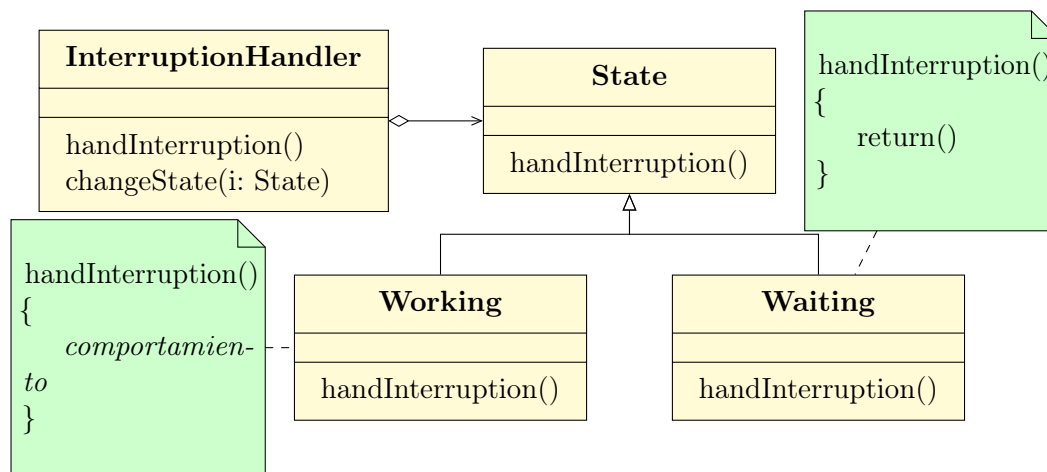 InterruptionHandler
handInterruption()
changeState(i: State)
State
handInterruption()
handInterruption()
{
return()
}
handInterruption()
{
comportamien-
to
}
Working
handInterruption()
Waiting
handInterruption()